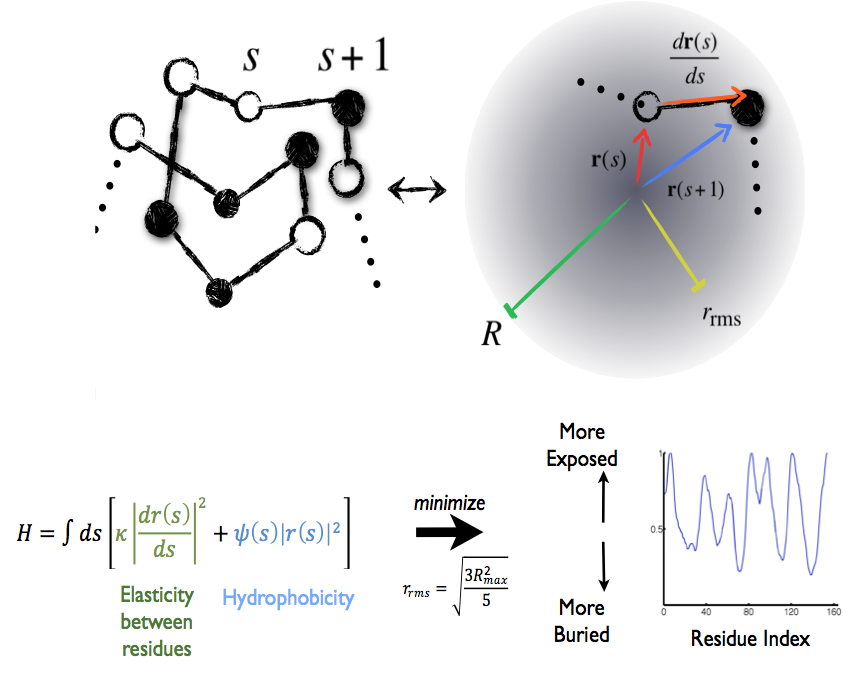 s
s + 1
dr(s)
ds
r(s)
r(s+1)
R
r_rms
H = ∫ ds [ κ |dr(s)/ds|² + ψ(s)|r(s)|² ]
Elasticity
between
residues
Hydrophobicity
minimize
r_rms = √(3R²_max/5)
More
Exposed
More
Buried
1
0.5
0
40
80
120
160
Residue Index